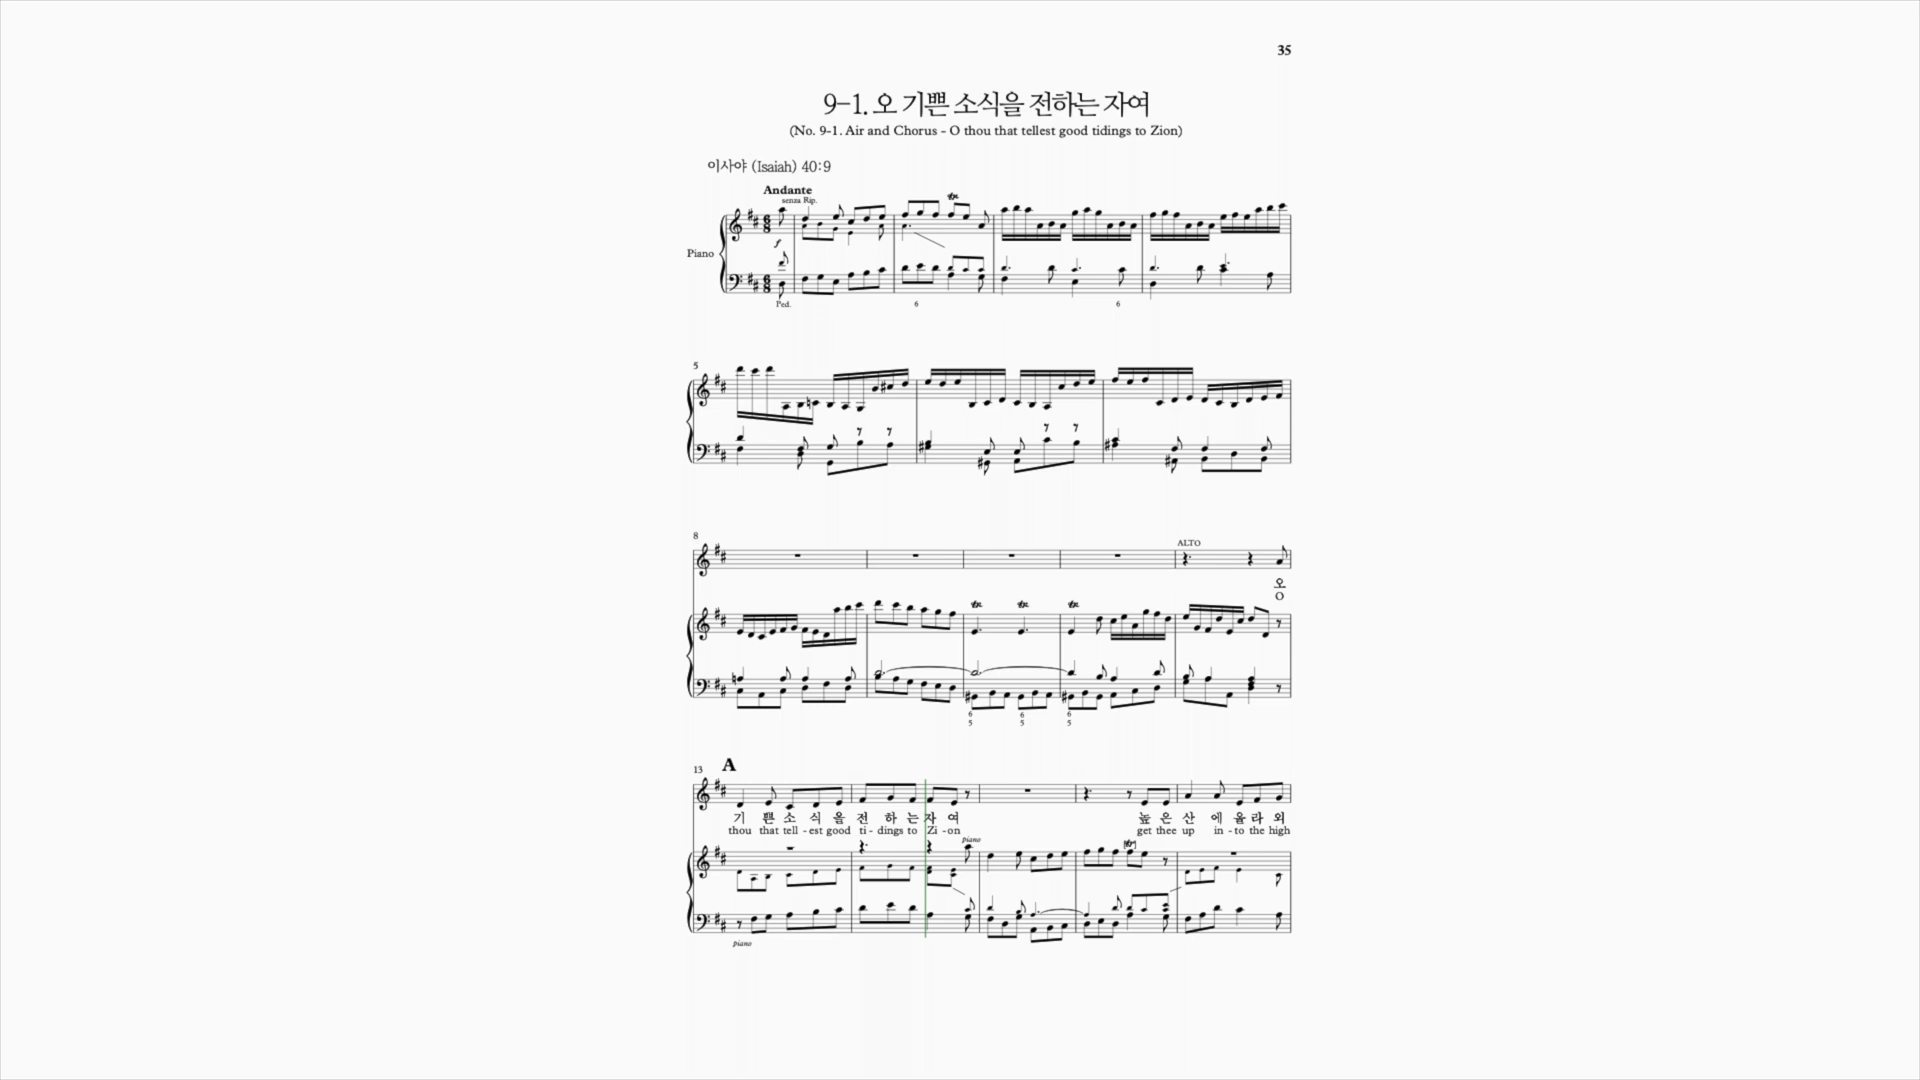 35
9-1. 오 기쁜 소식을 전하는 자여
(No. 9-1. Air and Chorus - O thou that tellest good tidings to Zion)
이사야 (Isaiah) 40:9
Andante
senza Rip.
f
Piano
Ped.
6 6
5
8
ALTO
오
O
6 6 6
5 5 5
A
13
기 쁜 소 식 을 전 하 는 자 여 높 은 산 에 올 라 외
thou that tell - est good ti - dings to Zi - on get thee up in - to the high
piano
piano